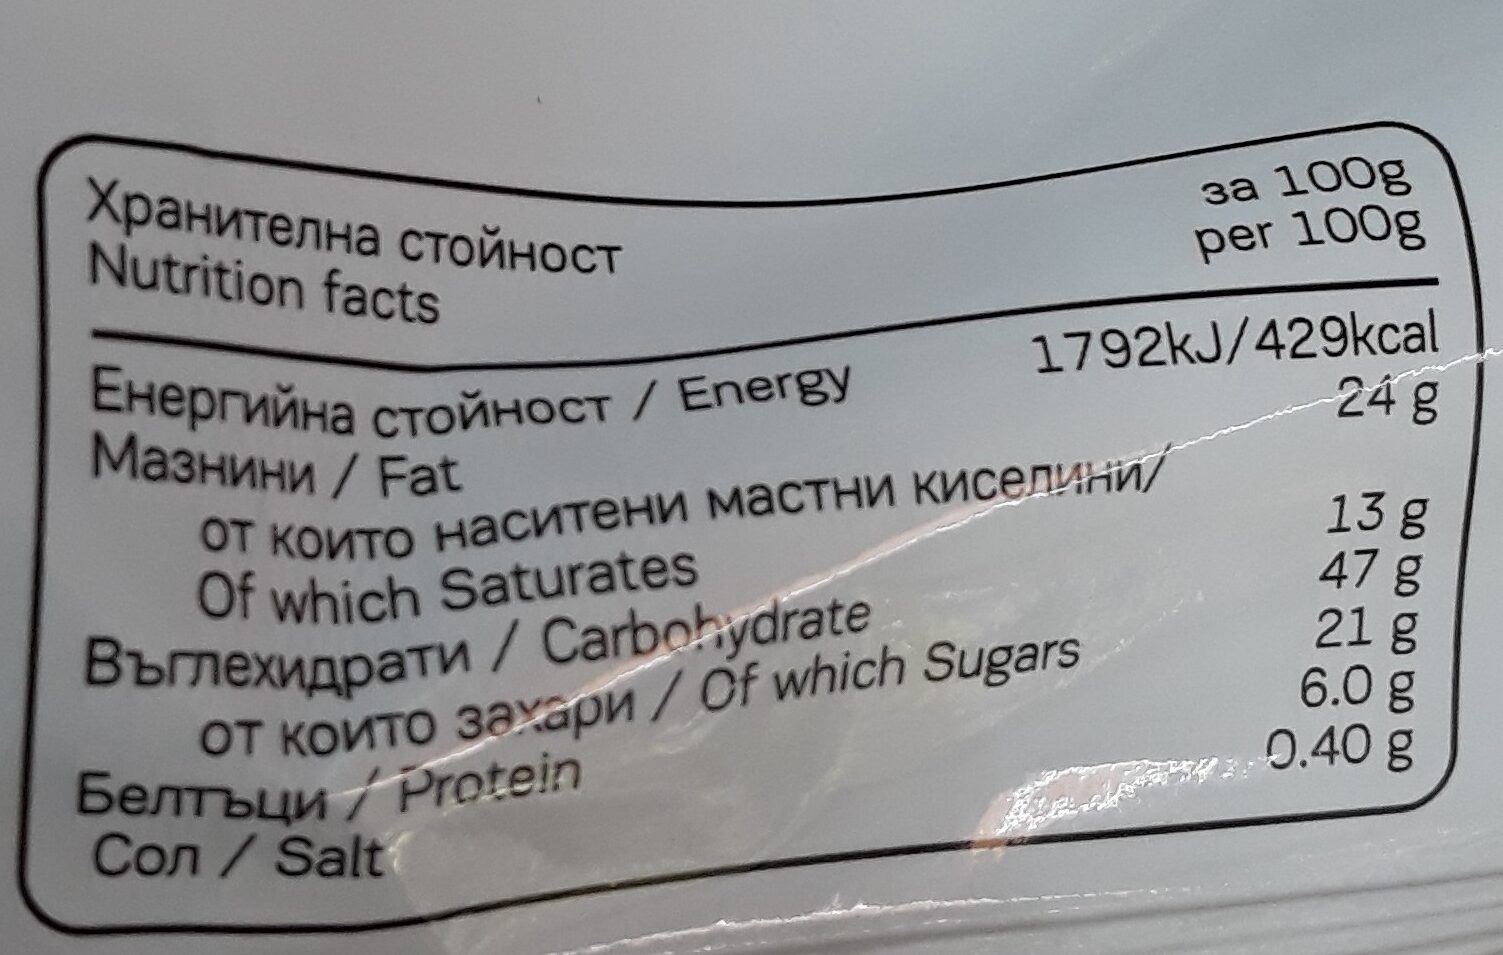 Хранителна стойност за 100g
Nutrition facts per 100g
Енергийна стойност / Energy 1792kJ/429kcal
Мазнини / Fat 24 g
от които наситени мастни киселини/
Of which Saturates 13 g
Въглехидрати / Carbohydrate 47 g
от които захари / Of which Sugars 21 g
Белтъци / Protein 6.0 g
Сол / Salt 0.40 g